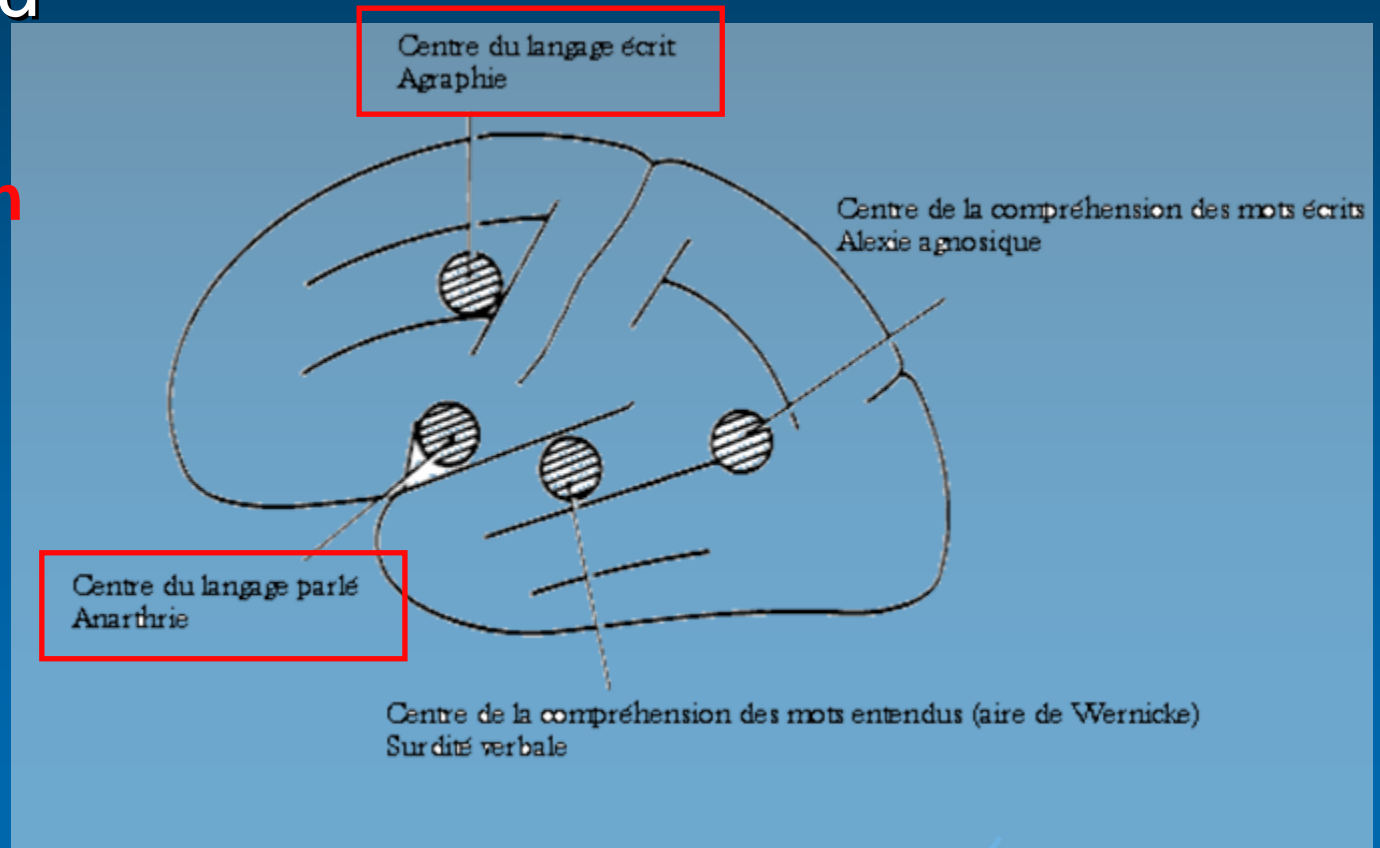 Centre du langage écrit
Agraphie
Centre de la compréhension des mots écrits
Alexie agnosique
Centre du langage parlé
Anarthrie
Centre de la compréhension des mots entendus (aire de Wernicke)
Surdité verbale